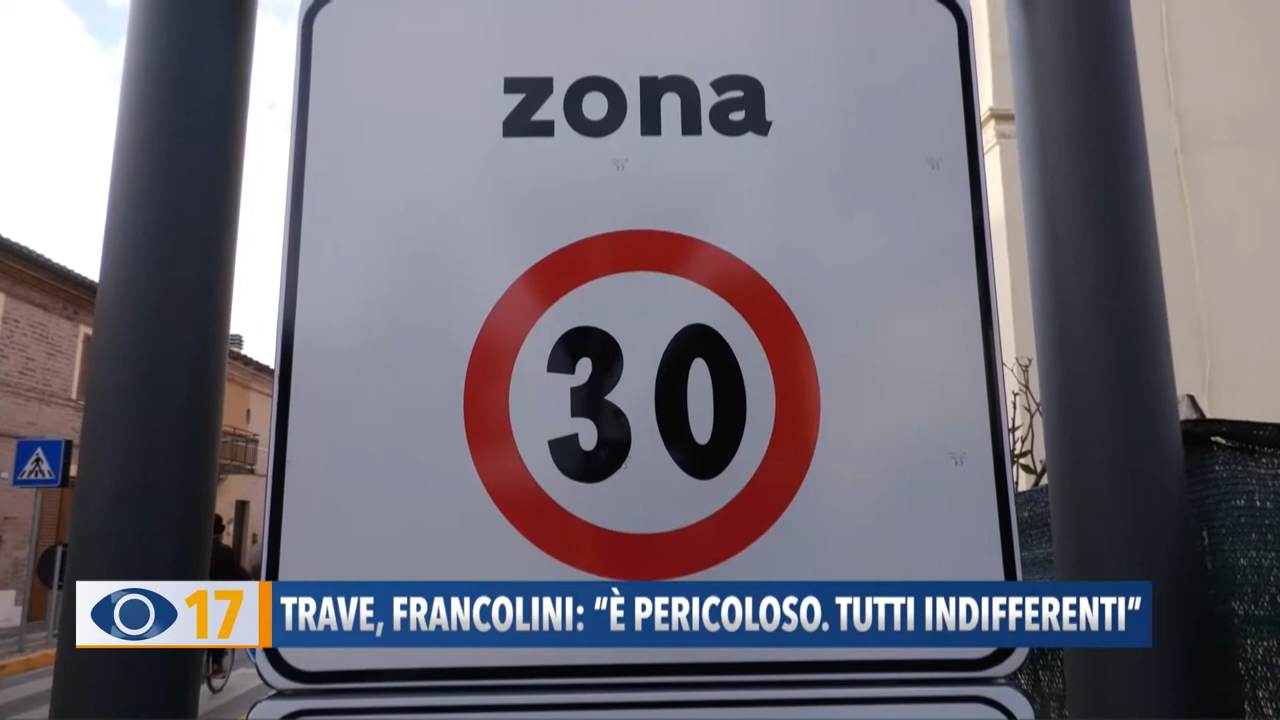 zona
30
17
TRAVE, FRANCOLINI: “È PERICOLOSO. TUTTI INDIFFERENTI”